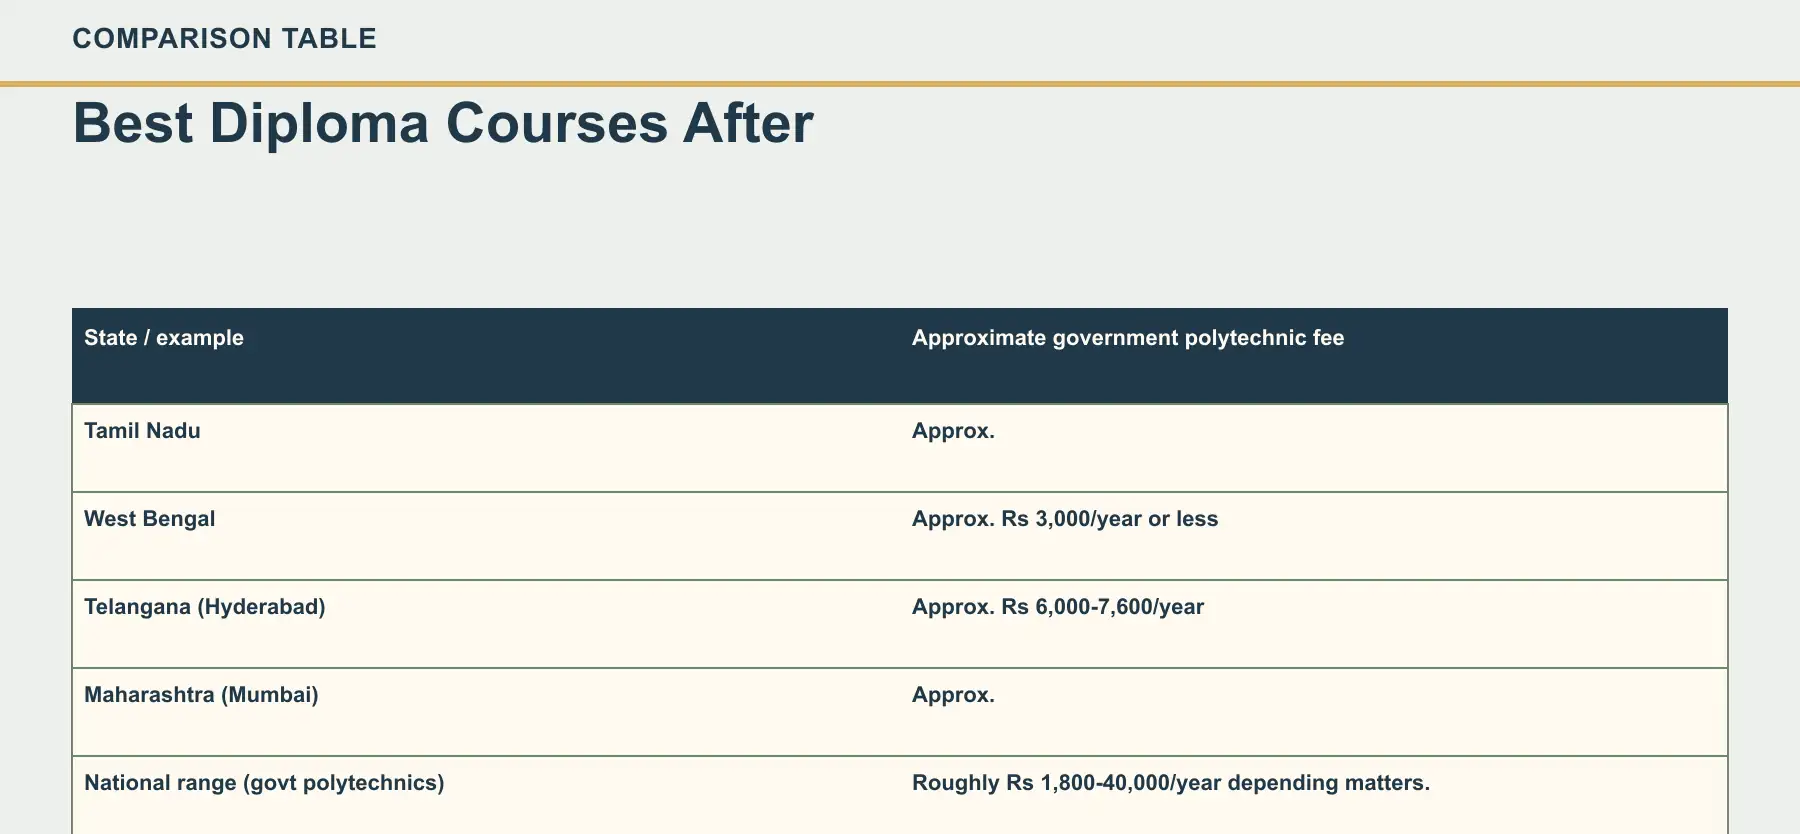 COMPARISON TABLE
Best Diploma Courses After
State / example
Approximate government polytechnic fee
Tamil Nadu
Approx.
West Bengal
Approx. Rs 3,000/year or less
Telangana (Hyderabad)
Approx. Rs 6,000-7,600/year
Maharashtra (Mumbai)
Approx.
National range (govt polytechnics)
Roughly Rs 1,800-40,000/year depending matters.